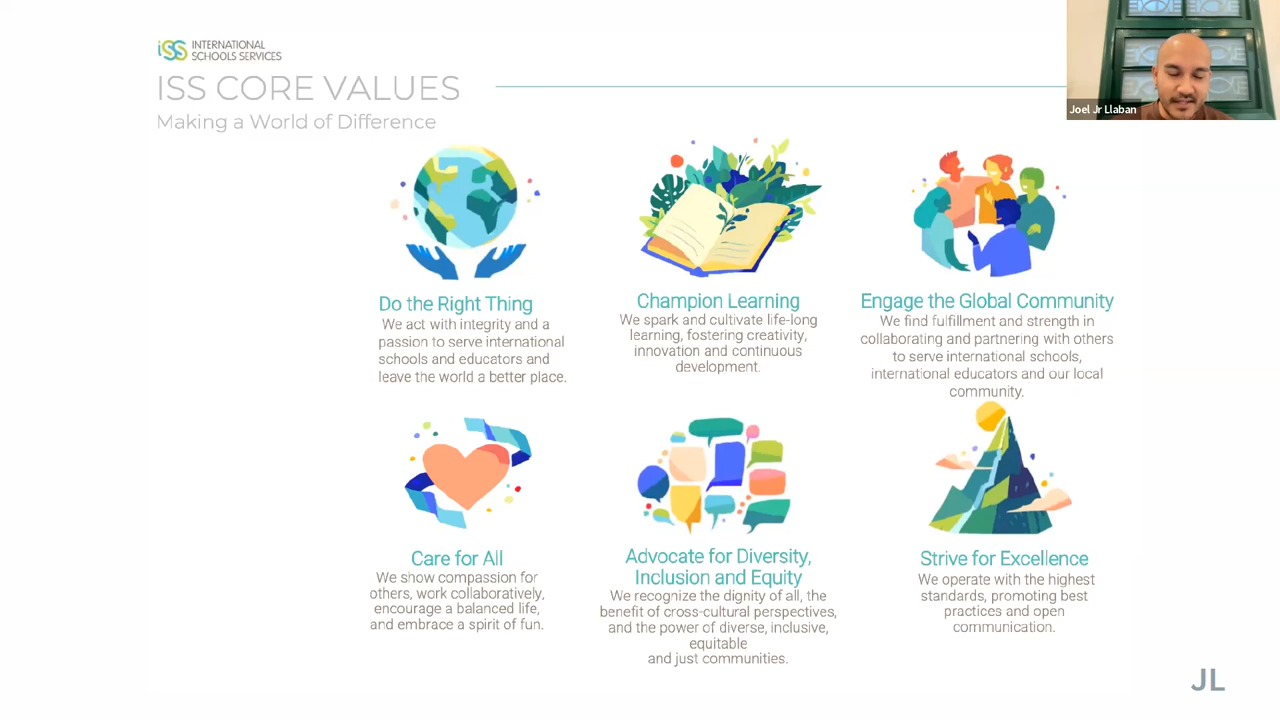 iSS INTERNATIONAL
SCHOOLS SERVICES
ISS CORE VALUES
Making a World of Difference
Joel Jr Llaban
Do the Right Thing
We act with integrity and a
passion to serve international
schools and educators and
leave the world a better place.
Champion Learning
We spark and cultivate life-long
learning, fostering creativity,
innovation and continuous
development.
Engage the Global Community
We find fulfillment and strength in
collaborating and partnering with others
to serve international schools,
international educators and our local
community.
Care for All
We show compassion for
others, work collaboratively,
encourage a balanced life,
and embrace a spirit of fun.
Advocate for Diversity,
Inclusion and Equity
We recognize the dignity of all, the
benefit of cross-cultural perspectives,
and the power of diverse, inclusive,
equitable
and just communities.
Strive for Excellence
We operate with the highest
standards, promoting best
practices and open
communication.
JL